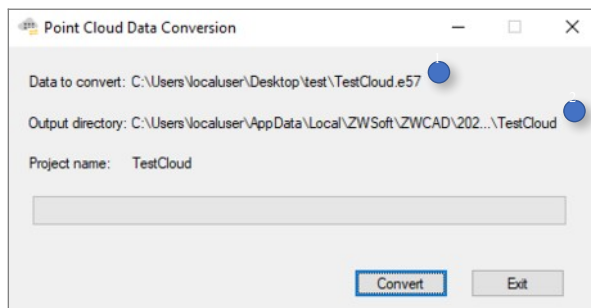 Point Cloud Data Conversion
Data to convert: C:\Users\localuser\Desktop\test\TestCloud.e57
Output directory: C:\Users\localuser\AppData\Local\ZWSoft\ZWCAD\202...\TestCloud
Project name: TestCloud
Convert Exit